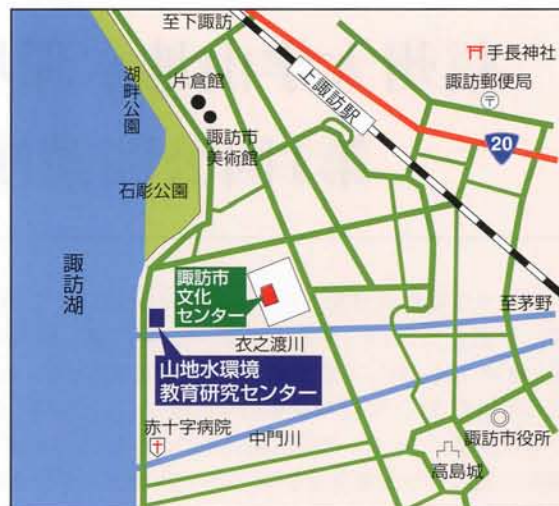 至下諏訪
湖畔公園
片倉館
諏訪市
美術館
上諏訪駅
手長神社
諏訪郵便局
〒
20
石彫公園
諏訪湖
諏訪市
文化
センター
至茅野
衣之渡川
山地水環境
教育研究センター
赤十字病院
中門川
諏訪市役所
高島城